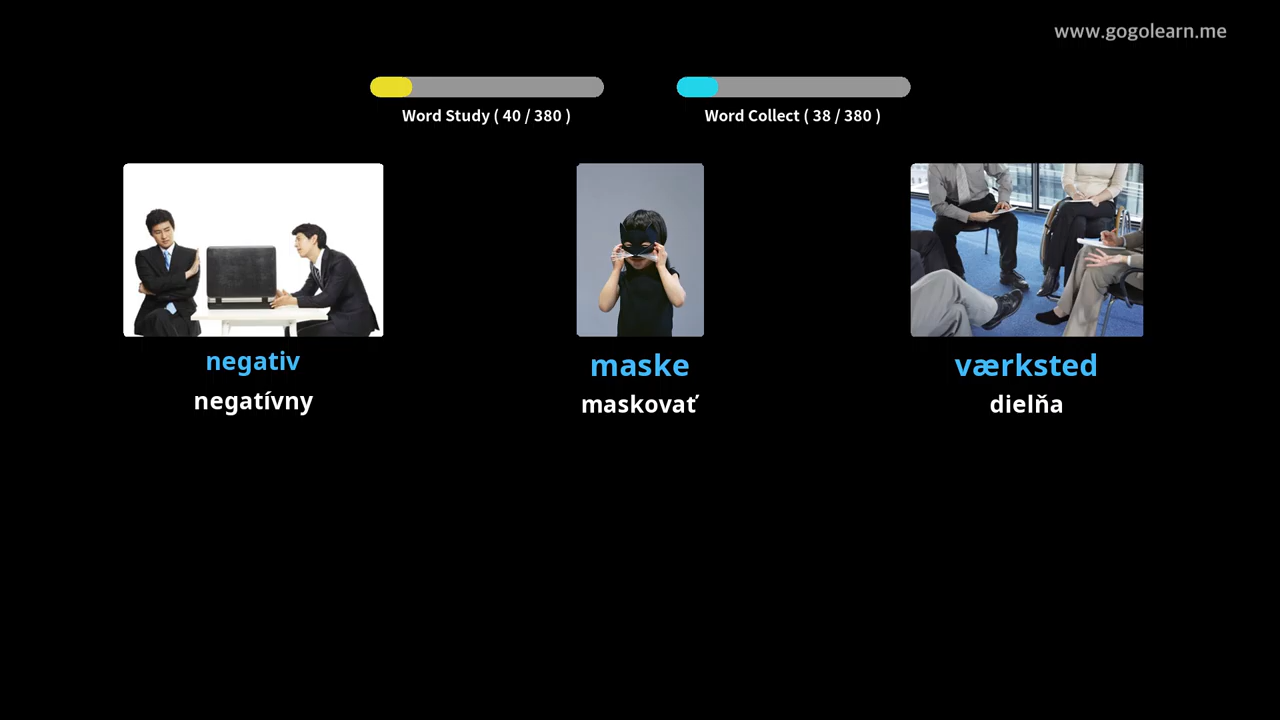 www.gogolearn.me
Word Study ( 40 / 380 )
Word Collect ( 38 / 380 )
negativ
negatívny
maske
maskovať
værksted
dielňa